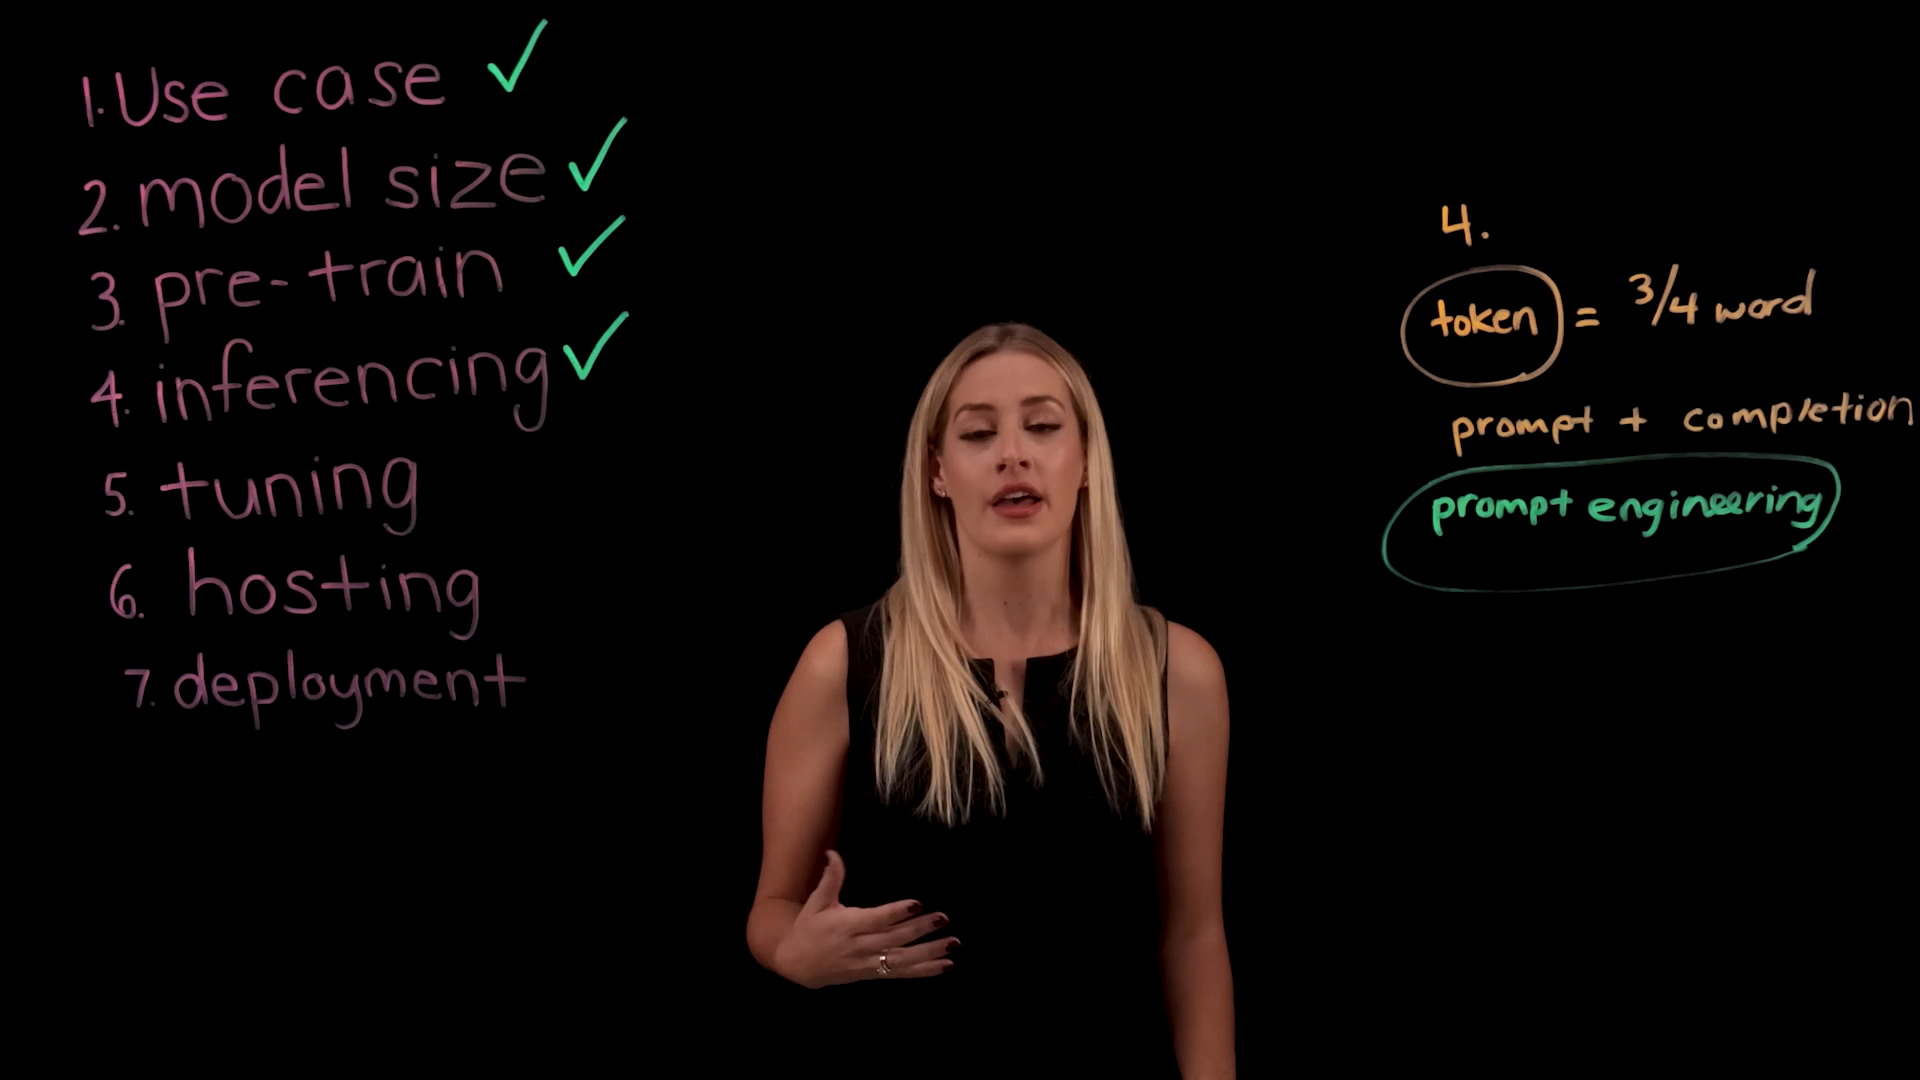 1. Use case ✓
2. model size ✓
3. pre-train ✓
4. inferencing ✓
5. tuning
6. hosting
7. deployment
4.
token = 3/4 word
prompt + completion
prompt engineering